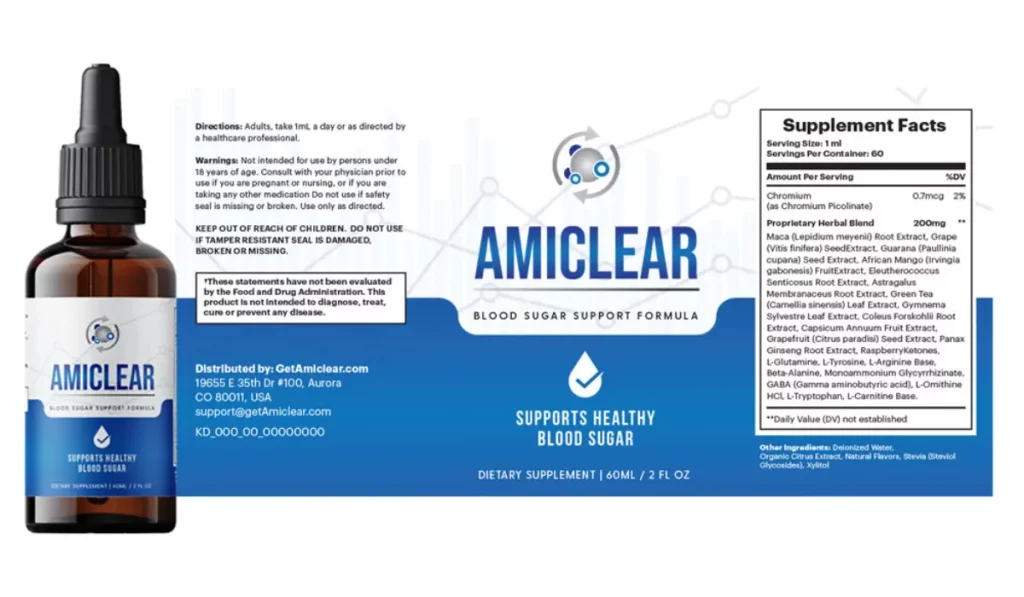 AMICLEAR
BLOOD SUGAR SUPPORT FORMULA
SUPPORTS HEALTHY
BLOOD SUGAR
DIETARY SUPPLEMENT | 60ML / 2 FL OZ
Directions: Adults, take 1mL a day or as directed by
a healthcare professional.
Warnings: Not intended for use by persons under
18 years of age. Consult with your physician prior to
use if you are pregnant or nursing, or if you are
taking any other medication Do not use if safety
seal is missing or broken. Use only as directed.
KEEP OUT OF REACH OF CHILDREN. DO NOT USE
IF TAMPER RESISTANT SEAL IS DAMAGED,
BROKEN OR MISSING.
†These statements have not been evaluated
by the Food and Drug Administration. This
product is not intended to diagnose, treat,
cure or prevent any disease.
Distributed by: GetAmiclear.com
19655 E 35th Dr #100, Aurora
CO 80011, USA
support@getAmiclear.com
KD_000_00_00000000
AMICLEAR
BLOOD SUGAR SUPPORT FORMULA
SUPPORTS HEALTHY
BLOOD SUGAR
DIETARY SUPPLEMENT | 60ML / 2 FL OZ
Supplement Facts
Serving Size: 1 ml
Servings Per Container: 60
Amount Per Serving %DV
Chromium 0.7mcg 2%
(as Chromium Picolinate)
Proprietary Herbal Blend 200mg **
Maca (Lepidium meyenii) Root Extract, Grape
(Vitis finifera) SeedExtract, Guarana (Paullinia
cupana) Seed Extract, African Mango (Irvingia
gabonesis) FruitExtract, Eleutherococcus
Senticosus Root Extract, Astragalus
Membranaceus Root Extract, Green Tea
(Camellia sinensis) Leaf Extract, Gymnema
Sylvestre Leaf Extract, Coleus Forskohlii Root
Extract, Capsicum Annuum Fruit Extract,
Grapefruit (Citrus paradisi) Seed Extract, Panax
Ginseng Root Extract, RaspberryKetones,
L-Glutamine, L-Tyrosine, L-Arginine Base,
Beta-Alanine, Monoammonium Glycyrrhizinate,
GABA (Gamma aminobutyric acid), L-Ornithine
HCl, L-Tryptophan, L-Carnitine Base.
**Daily Value (DV) not established
Other Ingredients: Deionized Water,
Organic Citrus Extract, Natural Flavors, Stevia (Steviol
Glycosides), Xylitol